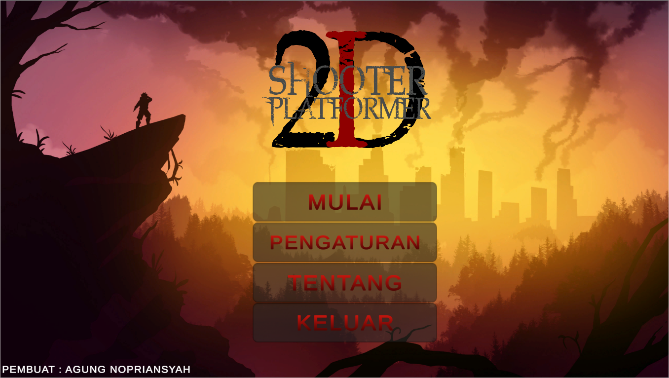 2D
SHOOTER
PLATFORMER
MULAI
PENGATURAN
TENTANG
KELUAR
PEMBUAT : AGUNG NOPRIANSYAH